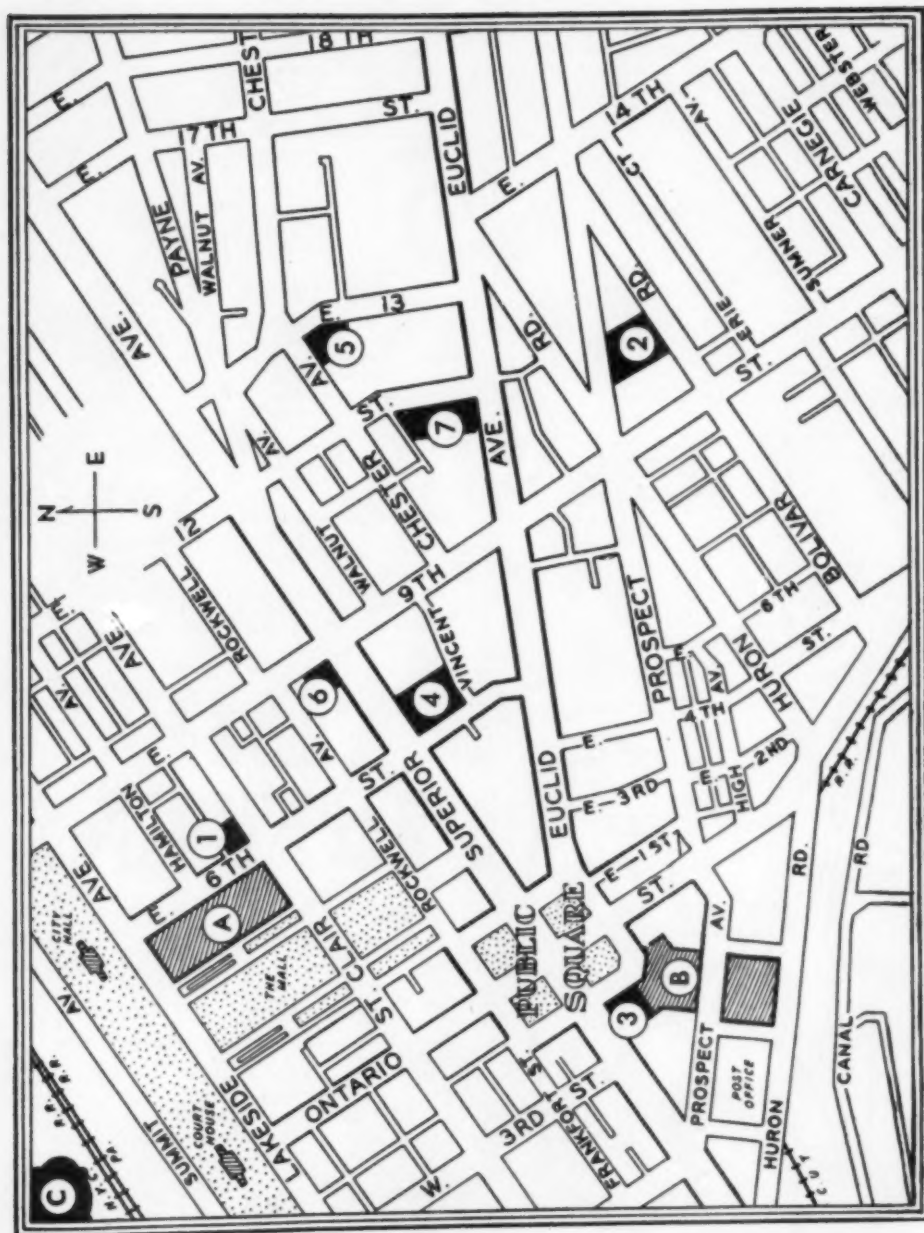 C
N.Y.C. R.R.
PA. R.R.
SUMMIT AV.
COURT HOUSE
CITY HALL
LAKESIDE AVE
THE MALL
A
E. 6TH
HAMILTON AV.
E.
1
ONTARIO
ST. CLAIR AVE.
E.
ROCKWELL AV.
ROCKWELL
E. 12
N
W E
S
6
ST.
W. 3RD ST.
FRANKFORT ST.
SUPERIOR AVE.
4
VINCENT
9TH
WALNUT AV.
CHESTER AV.
ST.
5
E. 13
7
PAYNE
WALNUT AV.
E. 17TH ST.
CHEST
E. 18TH
PUBLIC
SQUARE
3
B
EUCLID AVE.
EUCLID
E. 1ST ST.
E. 3RD
E. 4TH
PROSPECT AV.
PROSPECT
POST OFFICE
HURON RD.
HIGH AV.
E. 2ND
HURON RD.
6TH ST.
BOLIVAR RD.
2
ERIE CT
ST.
E. 14TH
SUMNER AV.
CARNEGIE
WEBSTER
CANAL RD
C.U.T.
R.R.